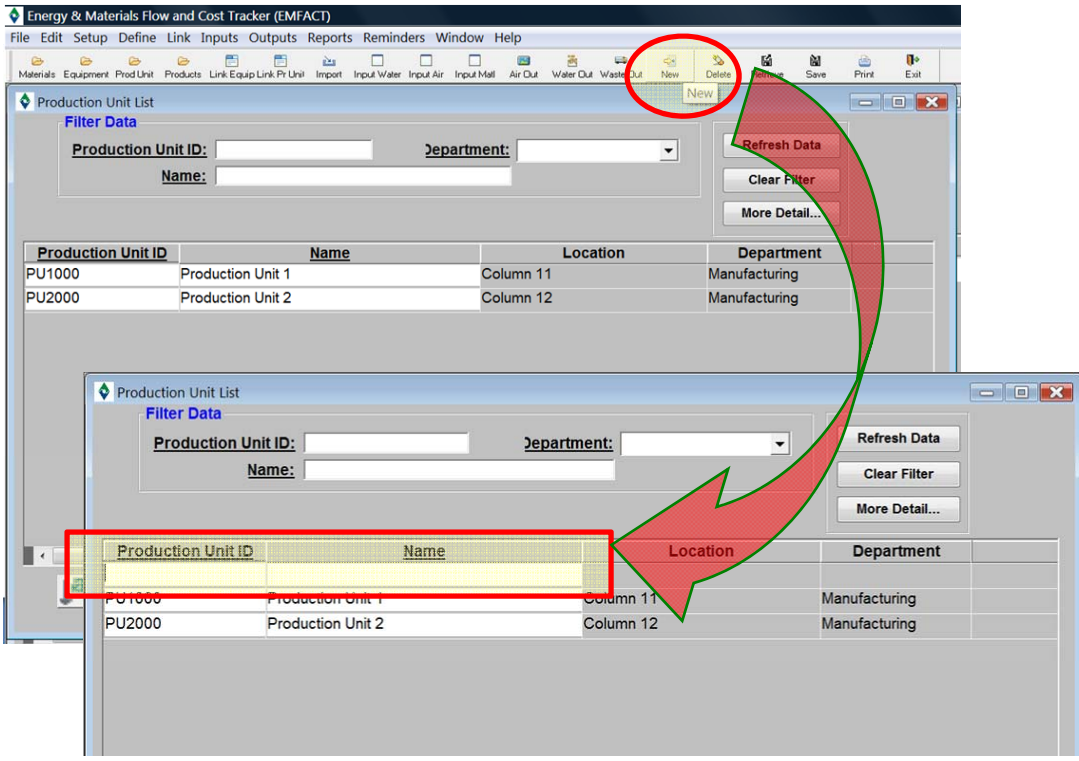 Energy & Materials Flow and Cost Tracker (EMFACT)
File Edit Setup Define Link Inputs Outputs Reports Reminders Window Help
Materials Equipment Prod Unit Products Link Equip Link Pr Unit Import Input Water Input Air Input Matl Air Out Water Out Waste Out New Delete Retrieve Save Print Exit
New
Production Unit List
Filter Data
Production Unit ID: Department:
Name:
Refresh Data
Clear Filter
More Detail...
Production Unit ID Name Location Department
PU1000 Production Unit 1 Column 11 Manufacturing
PU2000 Production Unit 2 Column 12 Manufacturing
Production Unit List
Filter Data
Production Unit ID: Department:
Name:
Refresh Data
Clear Filter
More Detail...
Production Unit ID Name Location Department
PU1000 Production Unit 1 Column 11 Manufacturing
PU2000 Production Unit 2 Column 12 Manufacturing